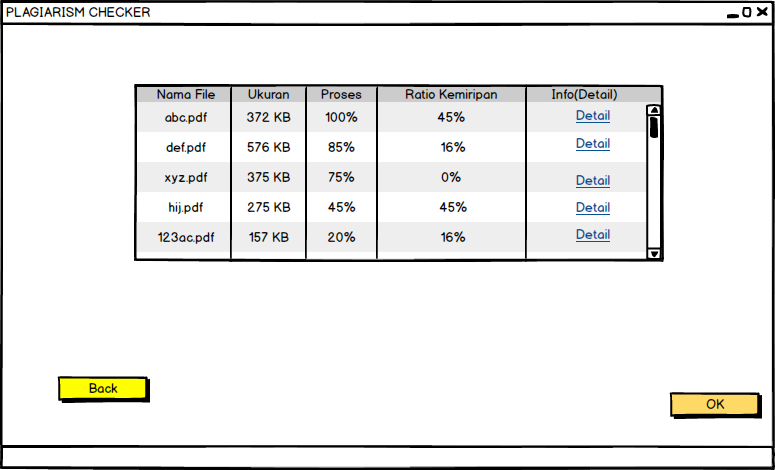 PLAGIARISM CHECKER
Nama File Ukuran Proses Ratio Kemiripan Info(Detail)
abc.pdf 372 KB 100% 45% Detail
def.pdf 576 KB 85% 16% Detail
xyz.pdf 375 KB 75% 0% Detail
hij.pdf 275 KB 45% 45% Detail
123ac.pdf 157 KB 20% 16% Detail
Back
OK